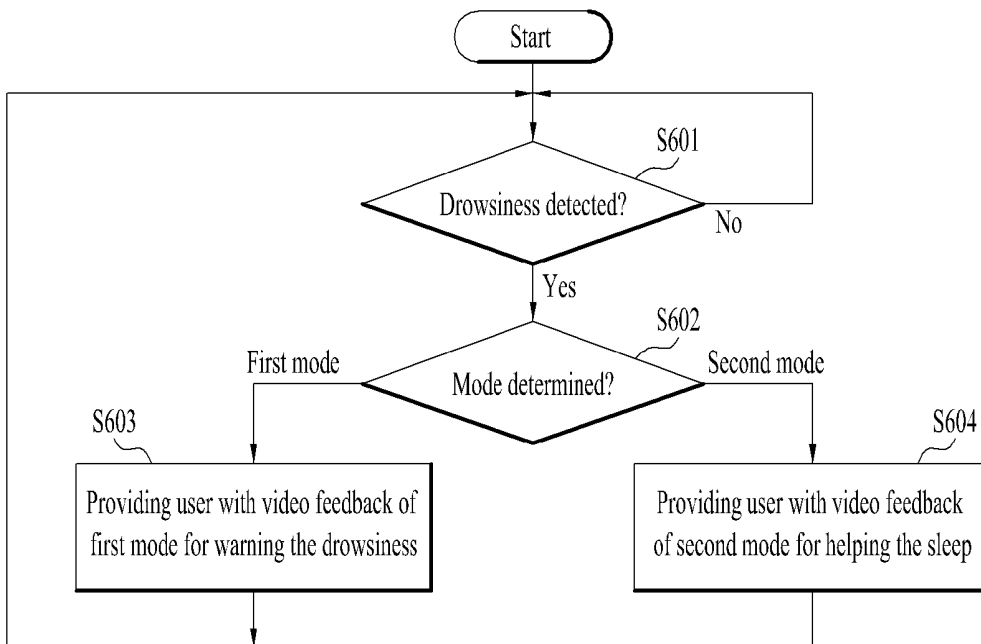 Start
S601
Drowsiness detected?
No
Yes
S602
First mode
Second mode
Mode determined?
S603
S604
Providing user with video feedback of
first mode for warning the drowsiness
Providing user with video feedback
of second mode for helping the sleep